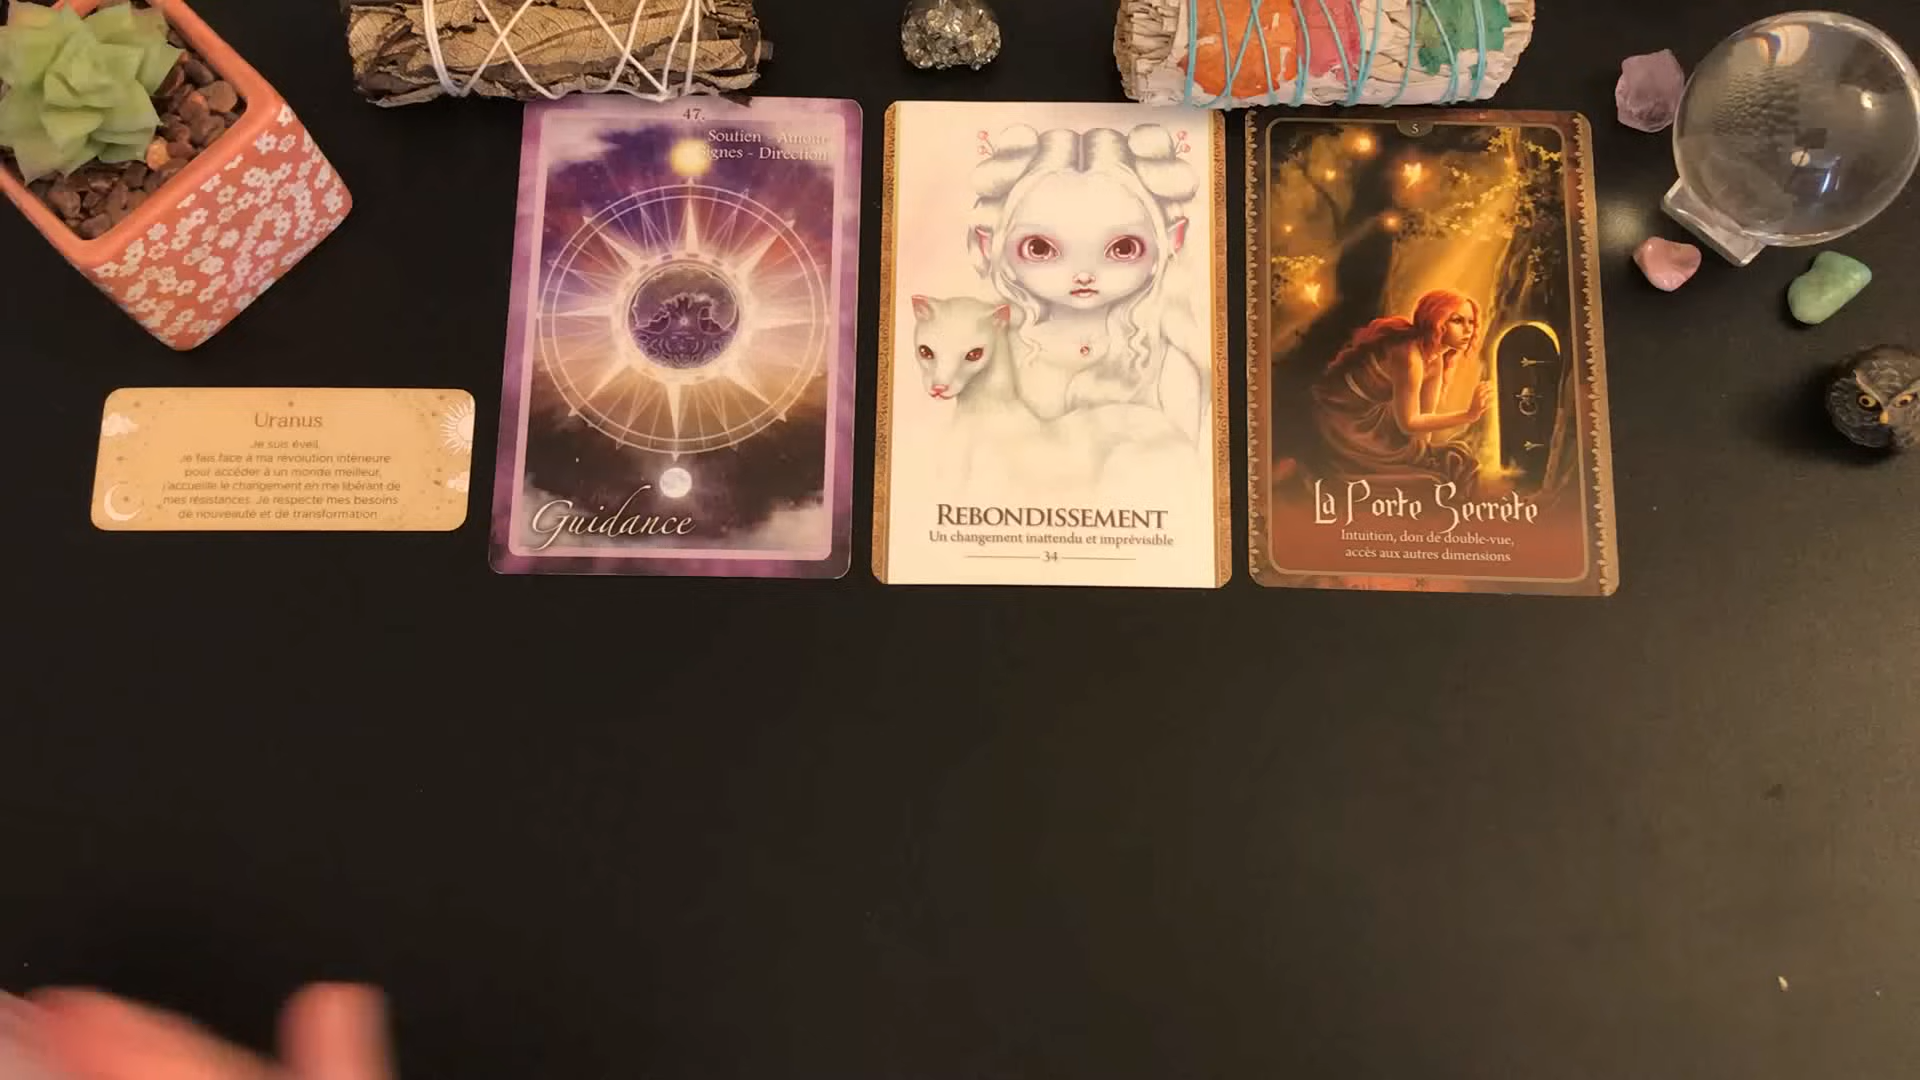 Uranus
Je suis éveil.
Je fais face à ma révolution intérieure
pour accéder à un monde meilleur,
j'accueille le changement en me libérant de
mes résistances. Je respecte mes besoins
de nouveauté et de transformation.
47.
Soutien - Amour
Signes - Direction
Guidance
REBONDISSEMENT
Un changement inattendu et imprévisible
34
5
La Porte Secrète
Intuition, don de double-vue,
accès aux autres dimensions